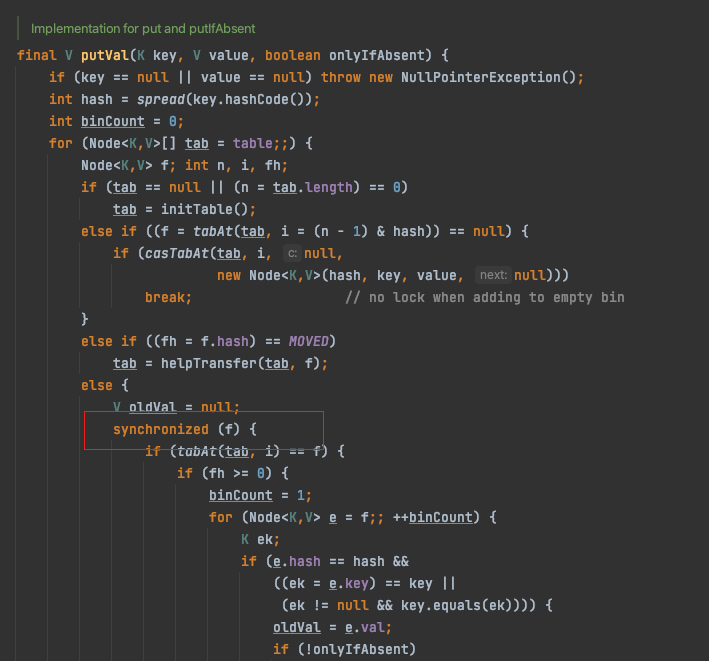 Implementation for put and putIfAbsent
final V putVal(K key, V value, boolean onlyIfAbsent) {
if (key == null || value == null) throw new NullPointerException();
int hash = spread(key.hashCode());
int binCount = 0;
for (Node<K,V>[] tab = table;;) {
Node<K,V> f; int n, i, fh;
if (tab == null || (n = tab.length) == 0)
tab = initTable();
else if ((f = tabAt(tab, i = (n - 1) & hash)) == null) {
if (casTabAt(tab, i, c: null,
new Node<K,V>(hash, key, value, next: null)))
break; // no lock when adding to empty bin
}
else if ((fh = f.hash) == MOVED)
tab = helpTransfer(tab, f);
else {
V oldVal = null;
synchronized (f) {
if (tabAt(tab, i) == f) {
if (fh >= 0) {
binCount = 1;
for (Node<K,V> e = f;; ++binCount) {
K ek;
if (e.hash == hash &&
((ek = e.key) == key ||
(ek != null && key.equals(ek)))) {
oldVal = e.val;
if (!onlyIfAbsent)